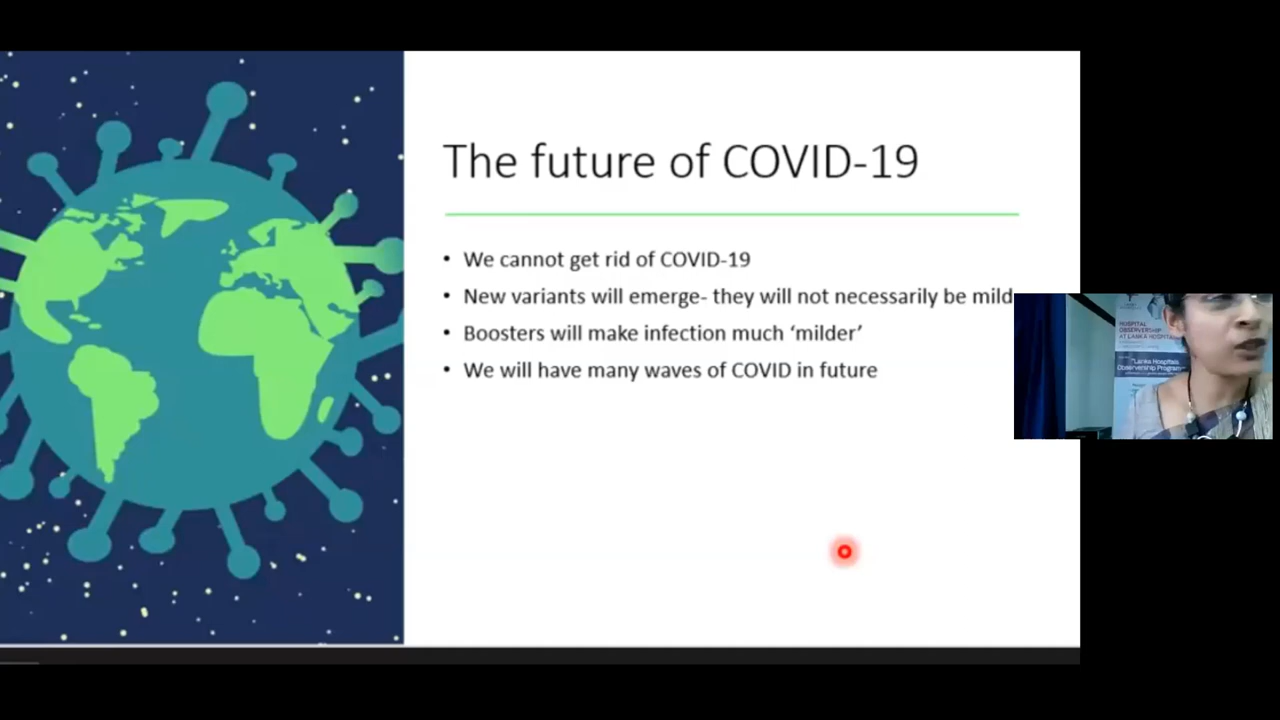 The future of COVID-19
• We cannot get rid of COVID-19
• New variants will emerge- they will not necessarily be mild
• Boosters will make infection much ‘milder’
• We will have many waves of COVID in future
HOSPITAL
OBSERVERSHIP
AT LANKA HOSPITALS
"Lanka Hospitals
Observership Program"